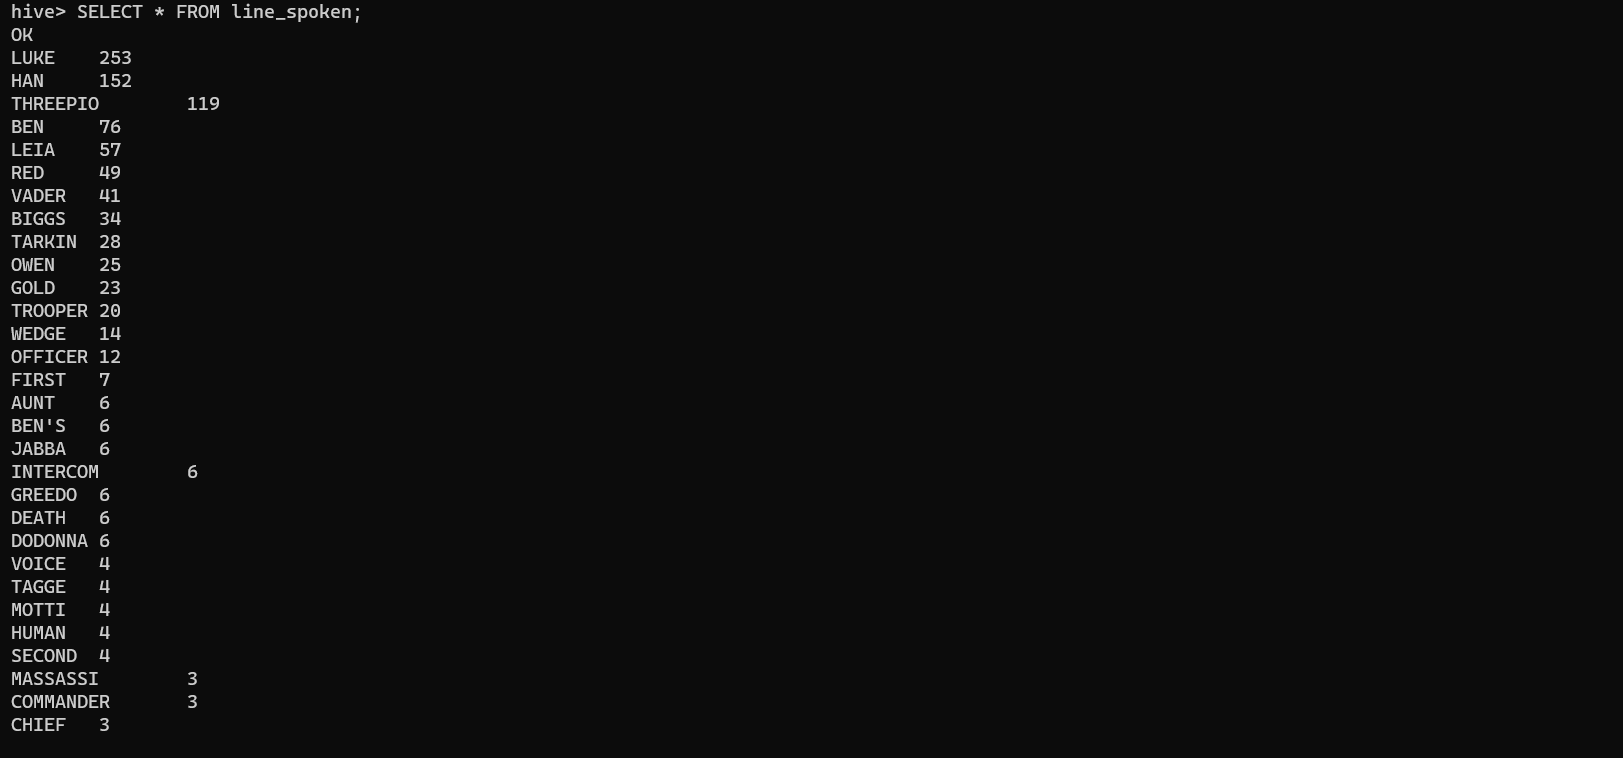 hive> SELECT * FROM line_spoken;
OK
LUKE	253
HAN	152
THREEPIO	119
BEN	76
LEIA	57
RED	49
VADER	41
BIGGS	34
TARKIN	28
OWEN	25
GOLD	23
TROOPER	20
WEDGE	14
OFFICER	12
FIRST	7
AUNT	6
BEN'S	6
JABBA	6
INTERCOM	6
GREEDO	6
DEATH	6
DODONNA	6
VOICE	4
TAGGE	4
MOTTI	4
HUMAN	4
SECOND	4
MASSASSI	3
COMMANDER	3
CHIEF	3